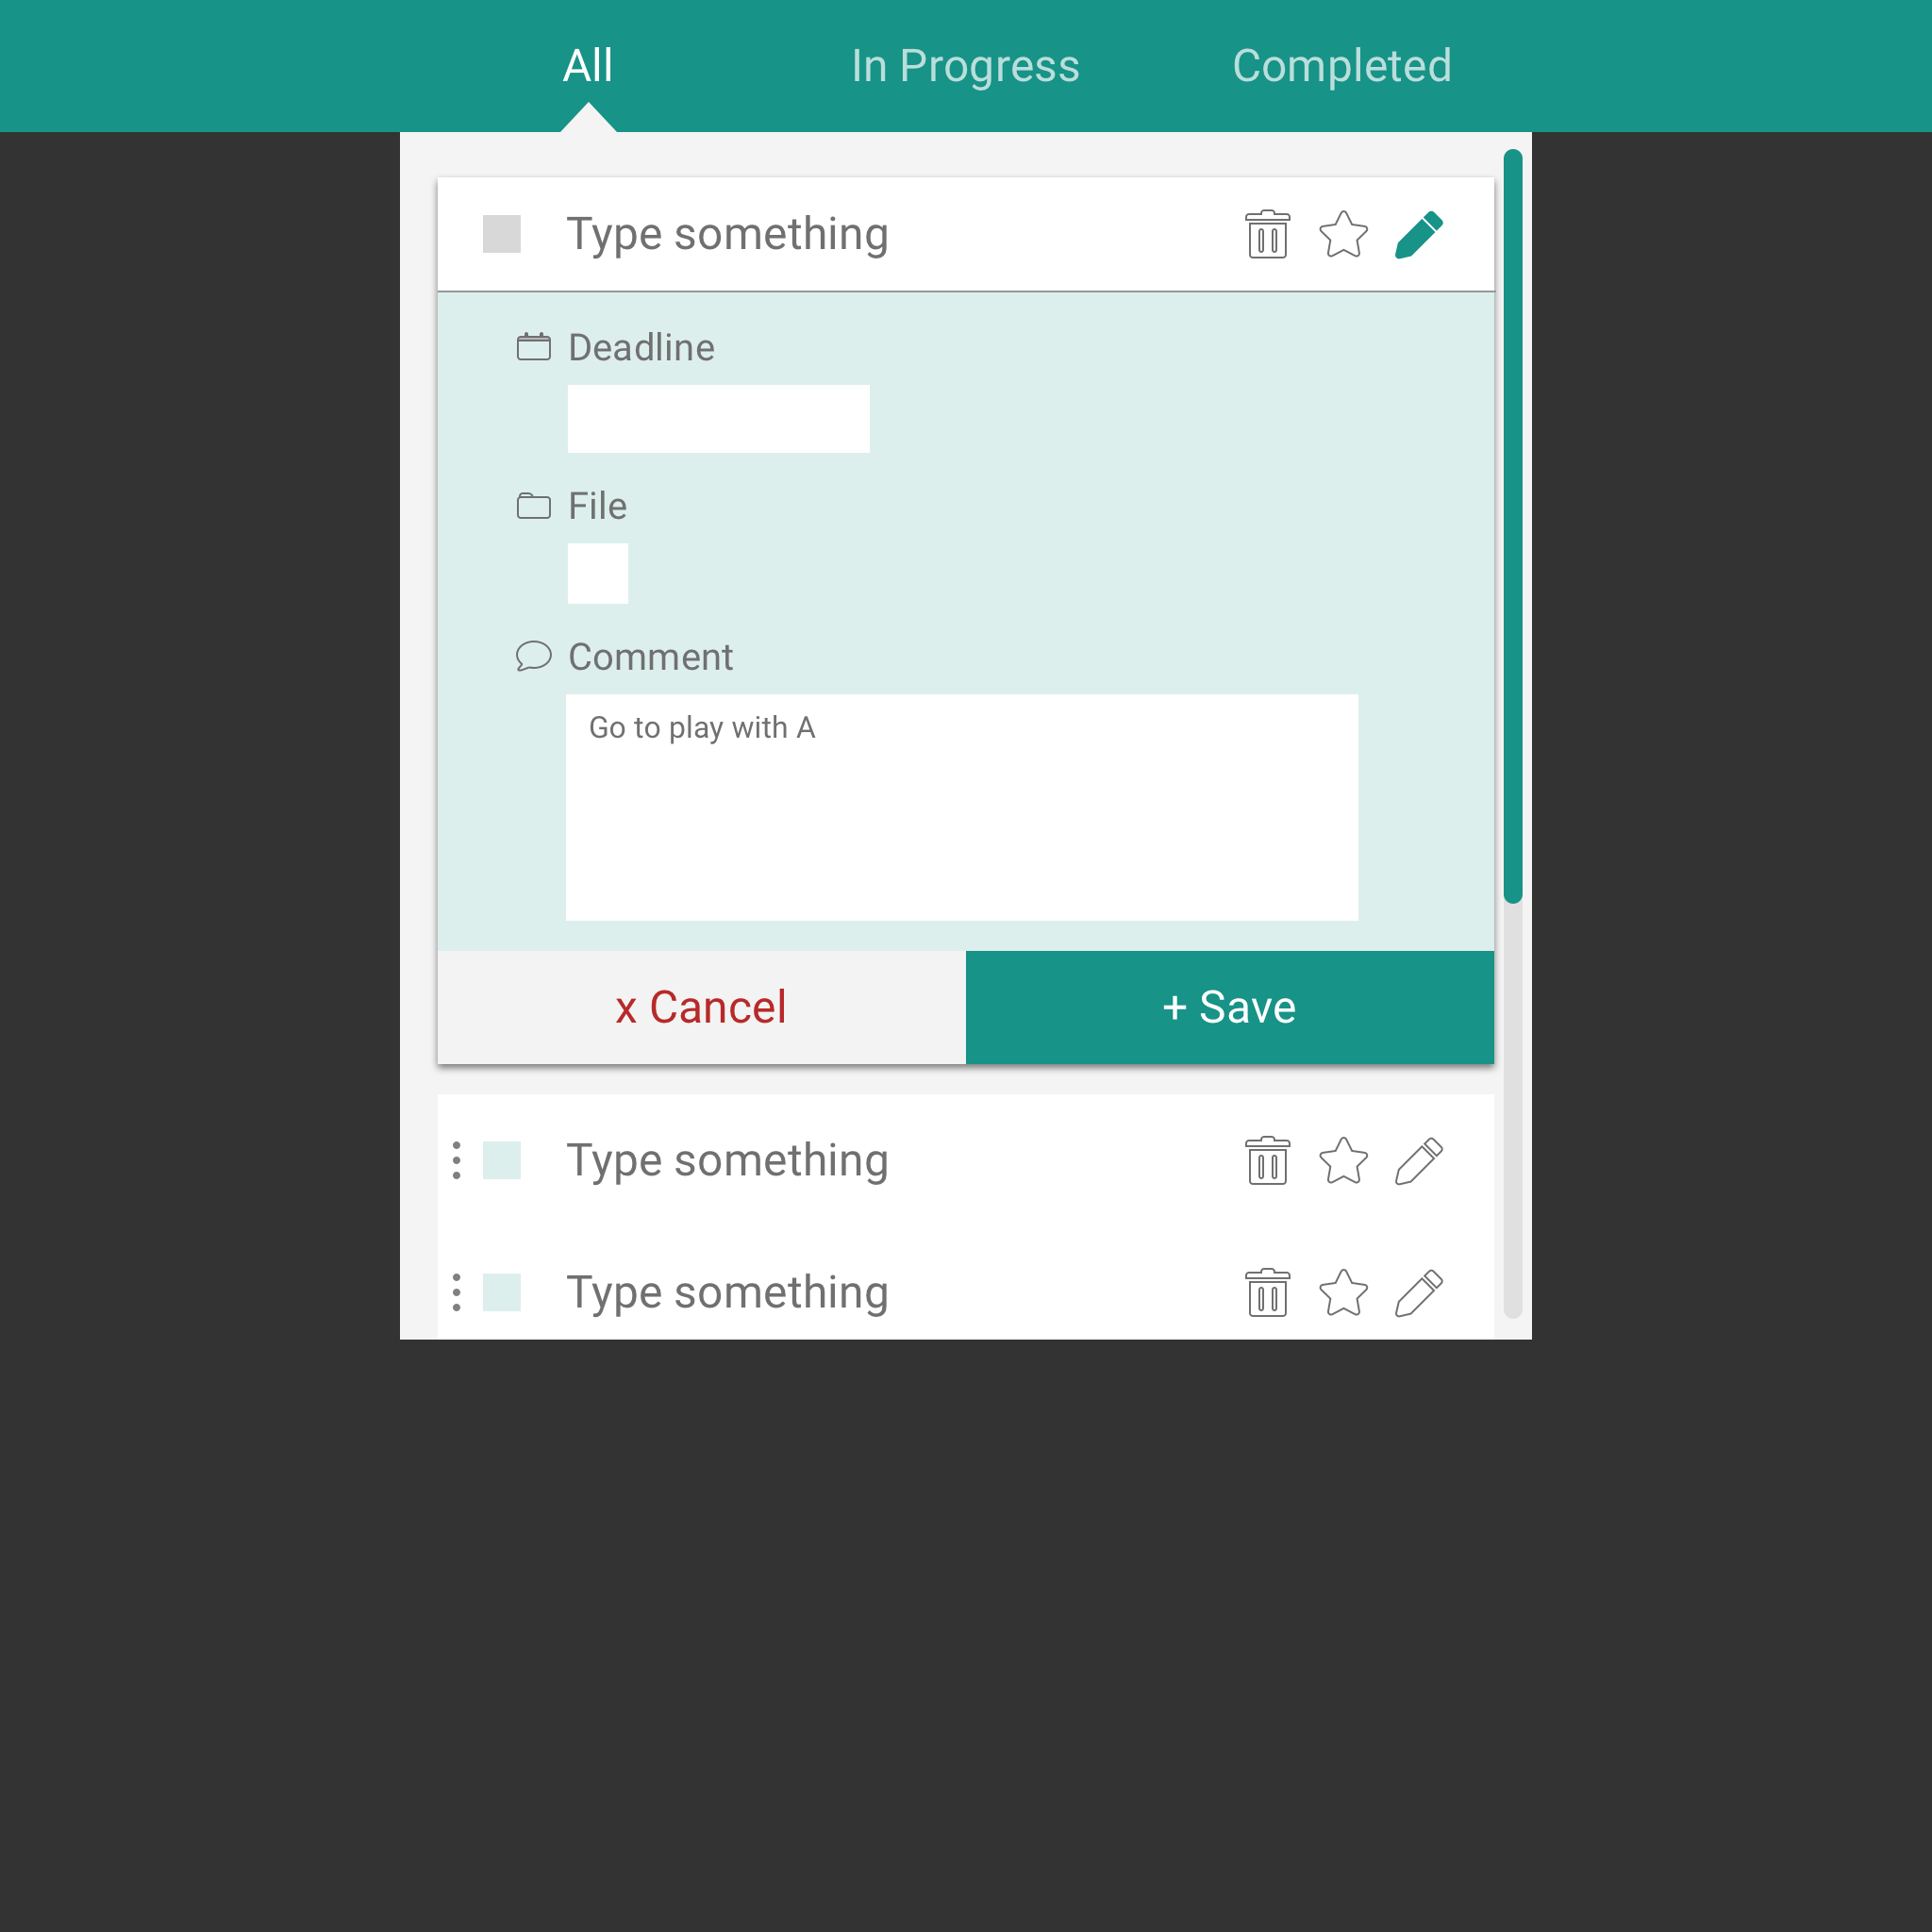 All In Progress Completed
Type something
Deadline
File
Comment
Go to play with A
x Cancel + Save
Type something
Type something